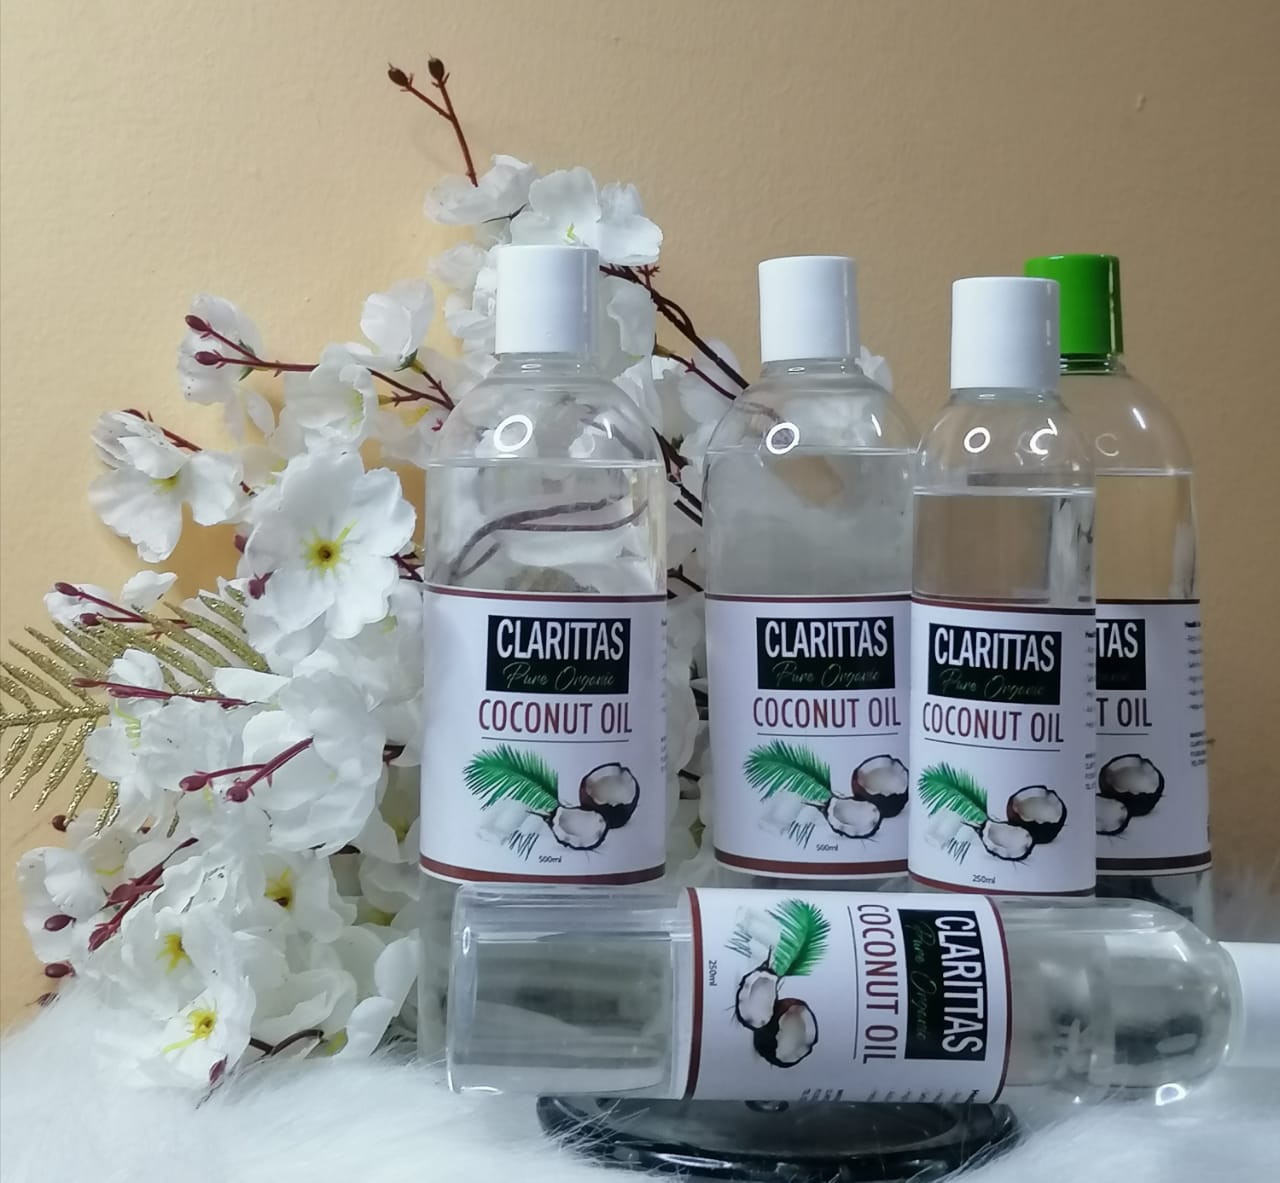 CLARITTAS
Pure Organic
COCONUT OIL
500ml
CLARITTAS
Pure Organic
COCONUT OIL
500ml
CLARITTAS
Pure Organic
COCONUT OIL
250ml
TAS
T OIL
CLARITTAS
Pure Organic
COCONUT OIL
250ml